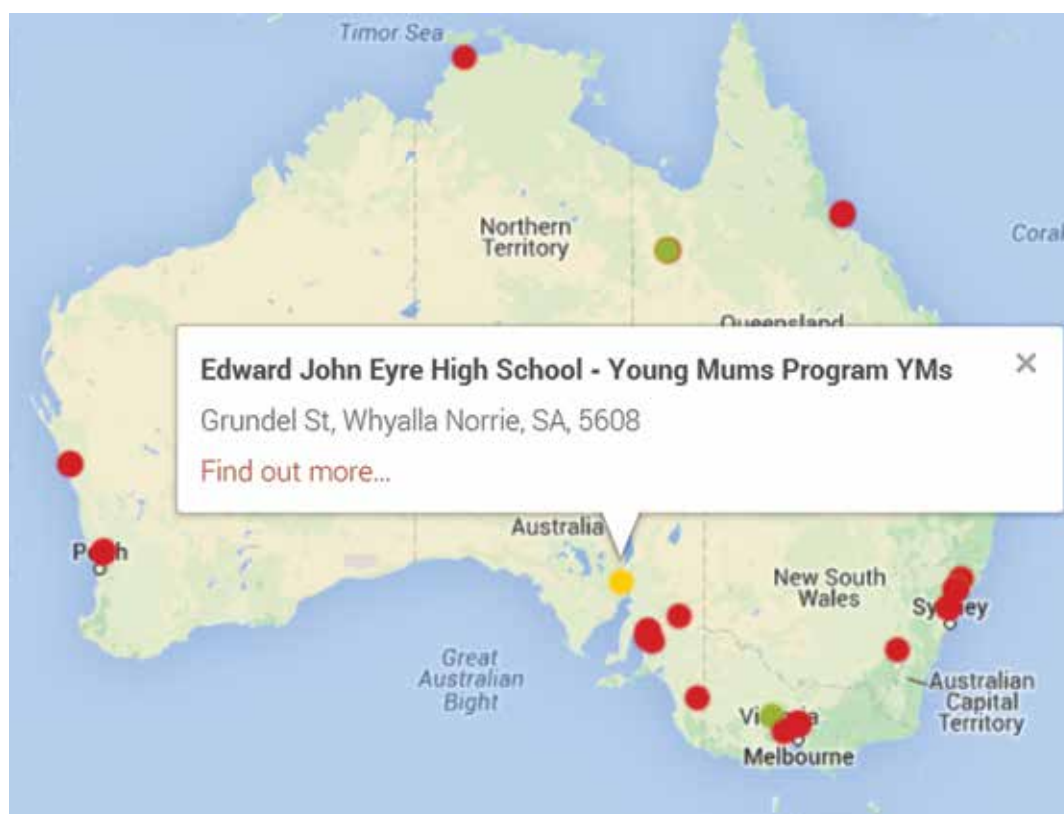 Timor Sea
Northern
Territory
Coral
Queensland
Edward John Eyre High School - Young Mums Program YMs
×
Grundel St, Whyalla Norrie, SA, 5608
Find out more...
Australia
New South
Wales
Great
Australian
Bight
Australian
Capital
Territory
Melbourne